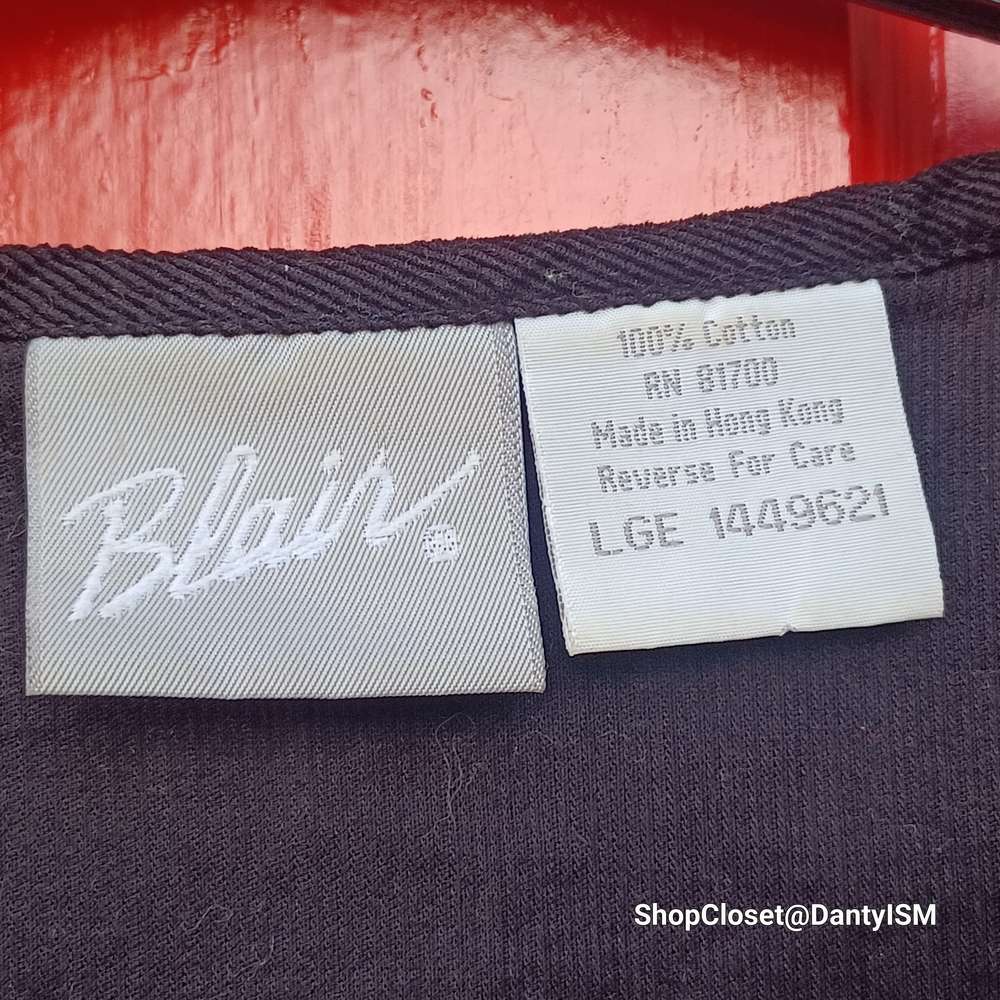 Blair
100% Cotton
RN 81700
Made in Hong Kong
Reverse For Care
LGE 1449621
ShopCloset@DantyISM